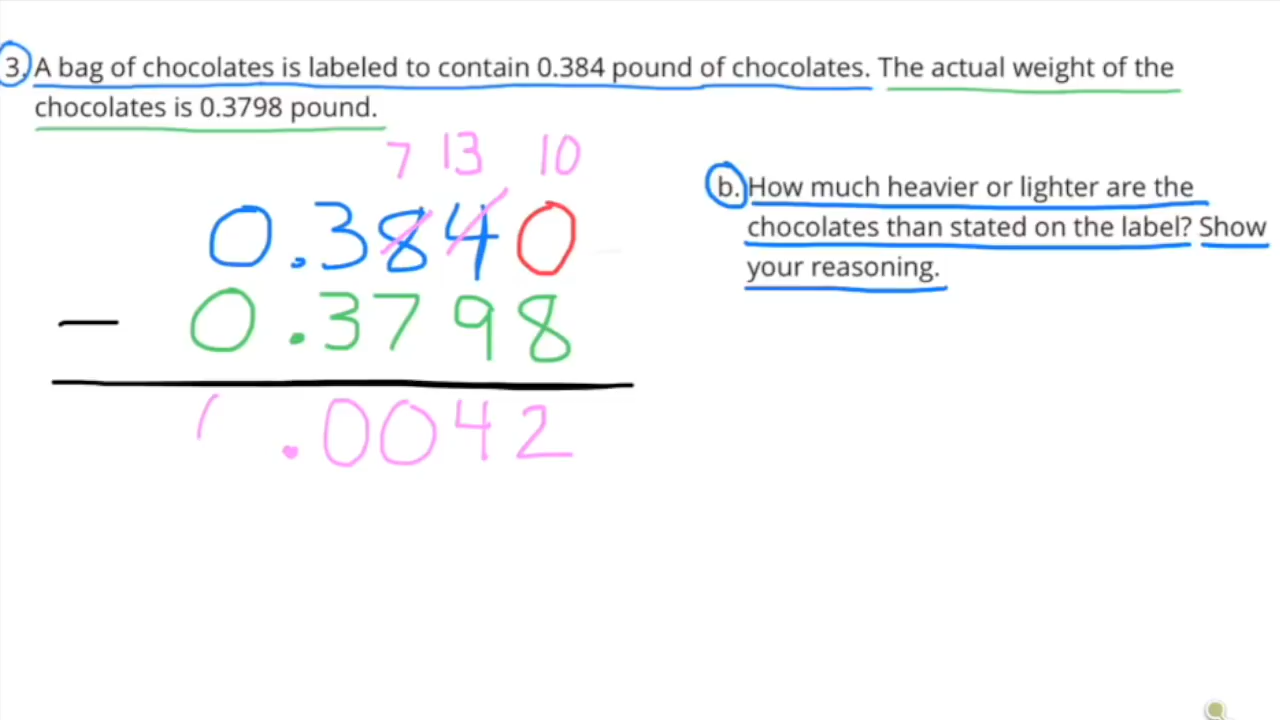 3. A bag of chocolates is labeled to contain 0.384 pound of chocolates. The actual weight of the
chocolates is 0.3798 pound.
7 13 10
b. How much heavier or lighter are the
chocolates than stated on the label? Show
your reasoning.
0.3840
- 0.3798
.0042